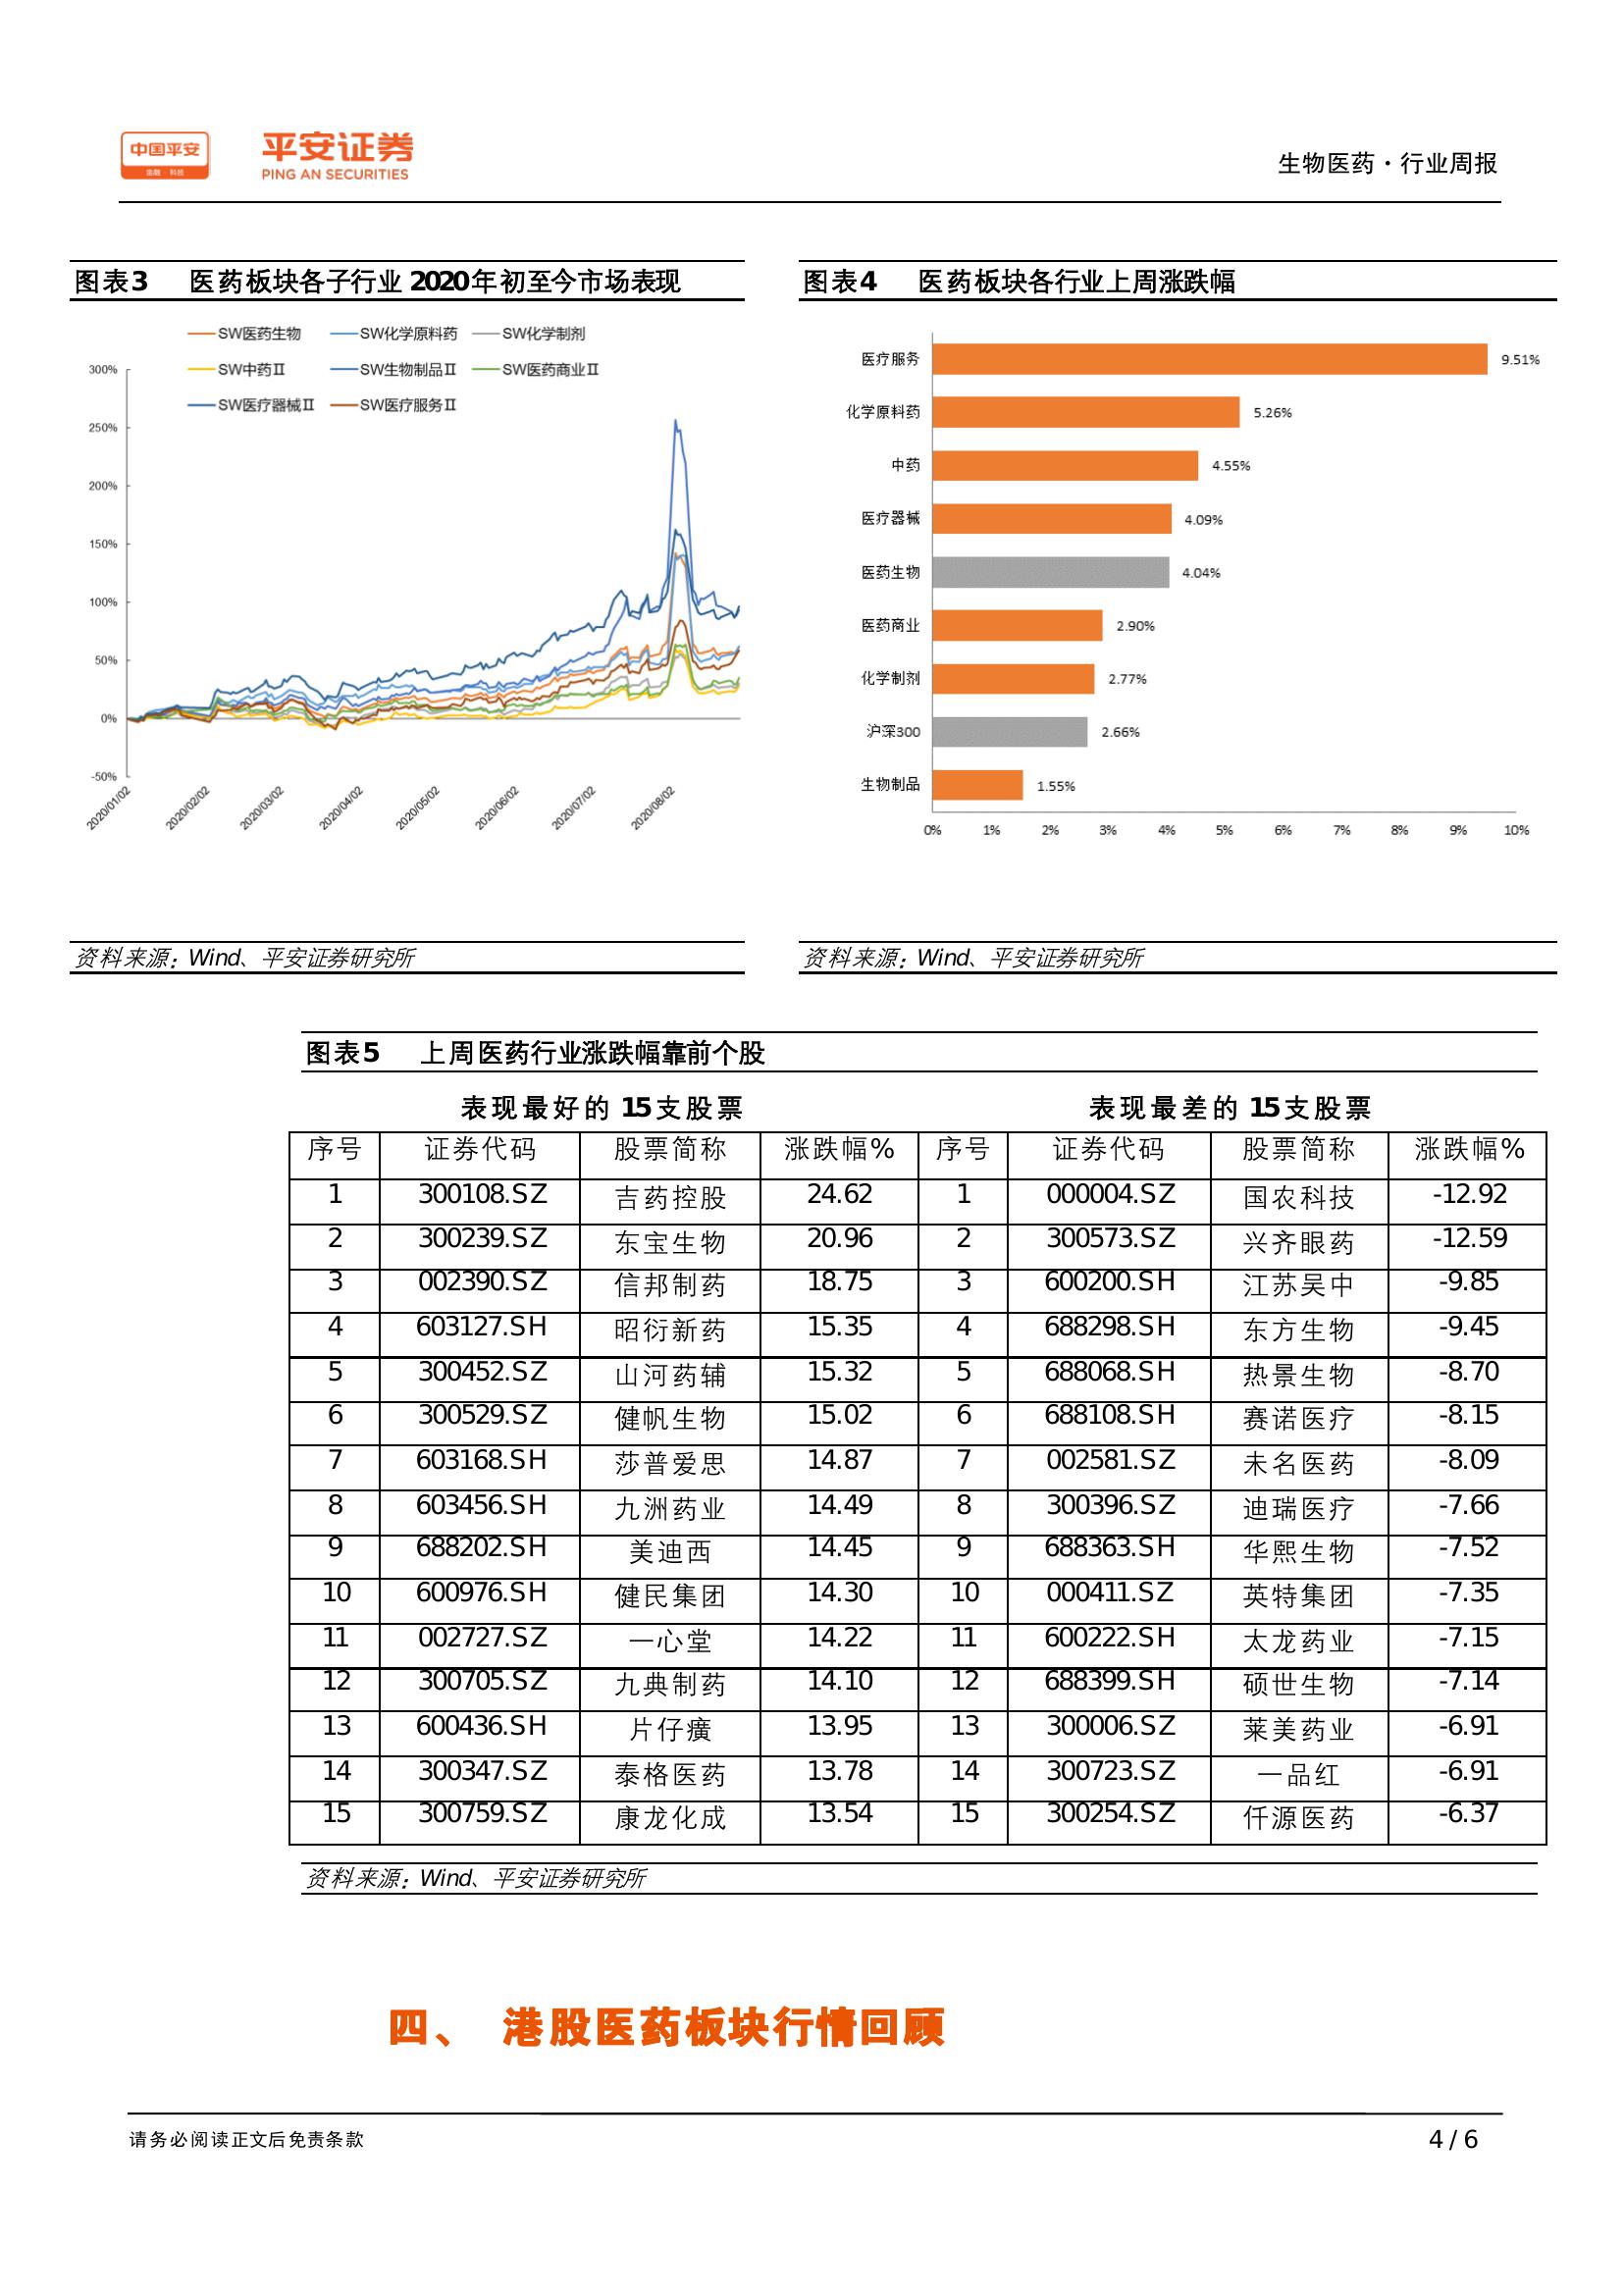 中国平安
金融·科技
平安证券
PING AN SECURITIES
生物医药·行业周报
图表3 医药板块各子行业 2020年初至今市场表现
SW医药生物 SW化学原料药 SW化学制剂
SW中药Ⅱ SW生物制品Ⅱ SW医药商业Ⅱ
SW医疗器械Ⅱ SW医疗服务Ⅱ
300%
250%
200%
150%
100%
50%
0%
-50%
2020/01/02 2020/02/02 2020/03/02 2020/04/02 2020/05/02 2020/06/02 2020/07/02 2020/08/02
资料来源:Wind、平安证券研究所
图表4 医药板块各行业上周涨跌幅
医疗服务 9.51%
化学原料药 5.26%
中药 4.55%
医疗器械 4.09%
医药生物 4.04%
医药商业 2.90%
化学制剂 2.77%
沪深300 2.66%
生物制品 1.55%
0% 1% 2% 3% 4% 5% 6% 7% 8% 9% 10%
资料来源:Wind、平安证券研究所
图表5 上周医药行业涨跌幅靠前个股
表现最好的 15支股票 表现最差的 15支股票
序号 证券代码 股票简称 涨跌幅% 序号 证券代码 股票简称 涨跌幅%
1 300108.SZ 吉药控股 24.62 1 000004.SZ 国农科技 -12.92
2 300239.SZ 东宝生物 20.96 2 300573.SZ 兴齐眼药 -12.59
3 002390.SZ 信邦制药 18.75 3 600200.SH 江苏吴中 -9.85
4 603127.SH 昭衍新药 15.35 4 688298.SH 东方生物 -9.45
5 300452.SZ 山河药辅 15.32 5 688068.SH 热景生物 -8.70
6 300529.SZ 健帆生物 15.02 6 688108.SH 赛诺医疗 -8.15
7 603168.SH 莎普爱思 14.87 7 002581.SZ 未名医药 -8.09
8 603456.SH 九洲药业 14.49 8 300396.SZ 迪瑞医疗 -7.66
9 688202.SH 美迪西 14.45 9 688363.SH 华熙生物 -7.52
10 600976.SH 健民集团 14.30 10 000411.SZ 英特集团 -7.35
11 002727.SZ 一心堂 14.22 11 600222.SH 太龙药业 -7.15
12 300705.SZ 九典制药 14.10 12 688399.SH 硕世生物 -7.14
13 600436.SH 片仔癀 13.95 13 300006.SZ 莱美药业 -6.91
14 300347.SZ 泰格医药 13.78 14 300723.SZ 一品红 -6.91
15 300759.SZ 康龙化成 13.54 15 300254.SZ 仟源医药 -6.37
资料来源:Wind、平安证券研究所
四、 港股医药板块行情回顾
请务必阅读正文后免责条款
4 / 6